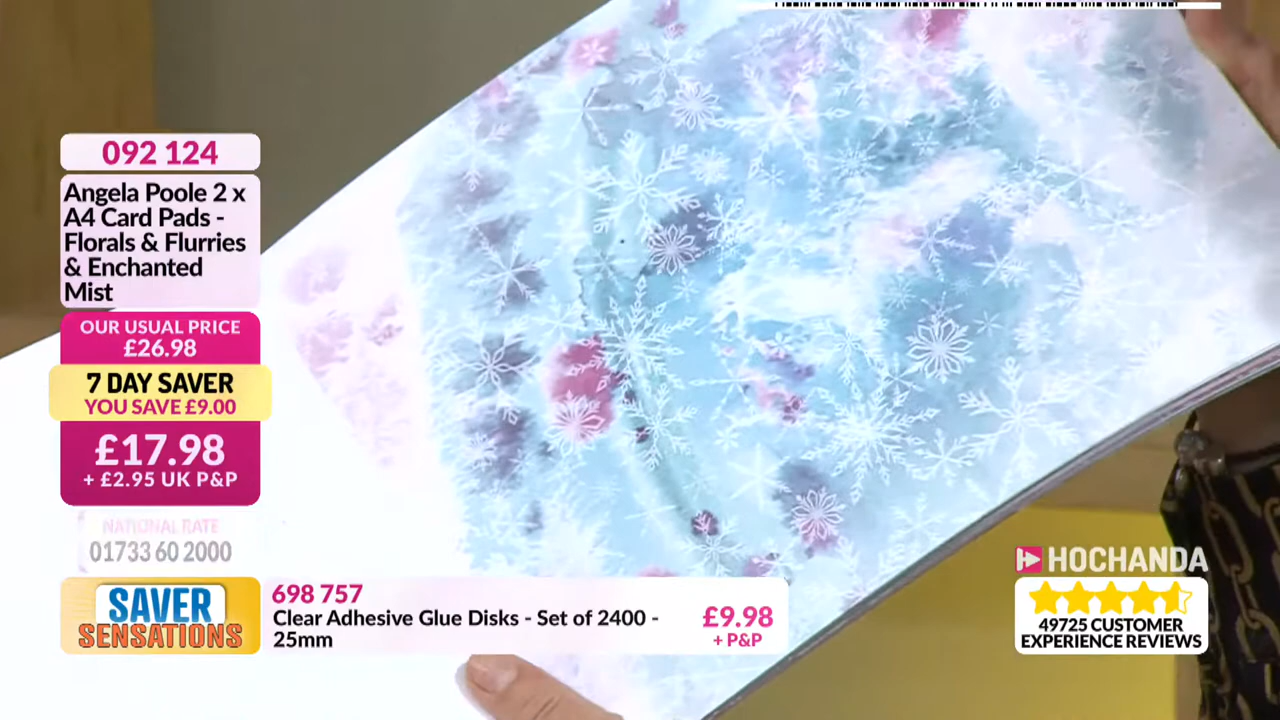 092 124
Angela Poole 2 x
A4 Card Pads -
Florals & Flurries
& Enchanted
Mist
OUR USUAL PRICE
£26.98
7 DAY SAVER
YOU SAVE £9.00
£17.98
+ £2.95 UK P&P
NATIONAL RATE
01733 60 2000
SAVER
SENSATIONS
698 757
Clear Adhesive Glue Disks - Set of 2400 -
25mm
£9.98
+ P&P
HOCHANDA
49725 CUSTOMER
EXPERIENCE REVIEWS